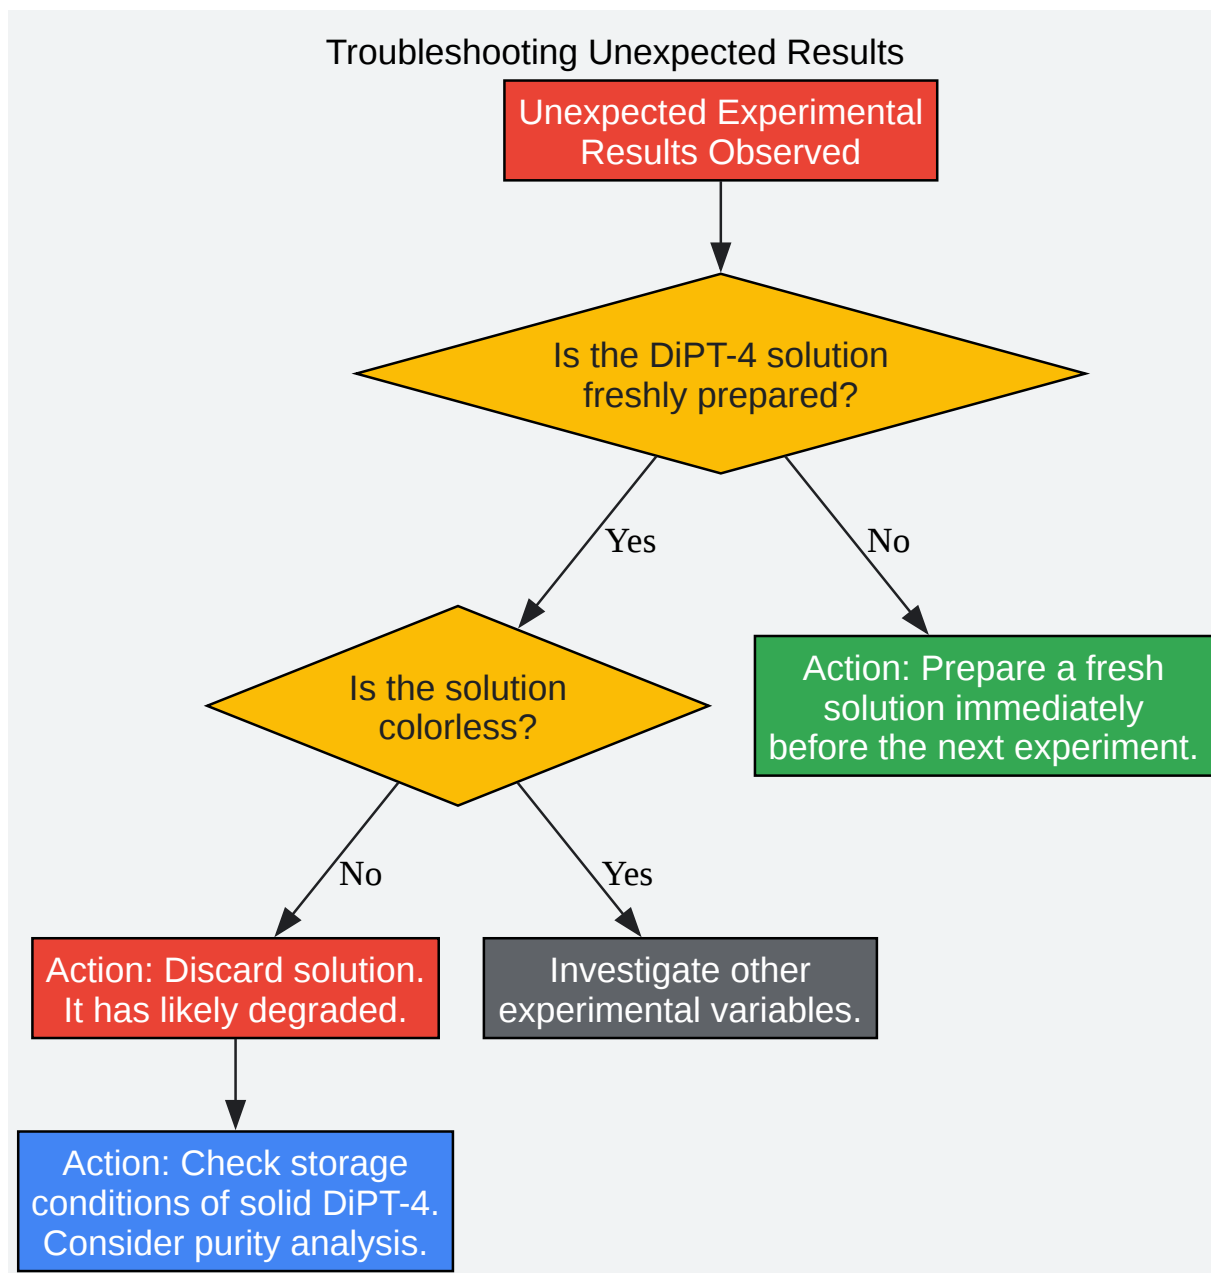 Troubleshooting Unexpected Results
Unexpected Experimental
Results Observed
Is the DiPT-4 solution
freshly prepared?
Yes
No
Is the solution
colorless?
Action: Prepare a fresh
solution immediately
before the next experiment.
No
Yes
Action: Discard solution.
It has likely degraded.
Investigate other
experimental variables.
Action: Check storage
conditions of solid DiPT-4.
Consider purity analysis.